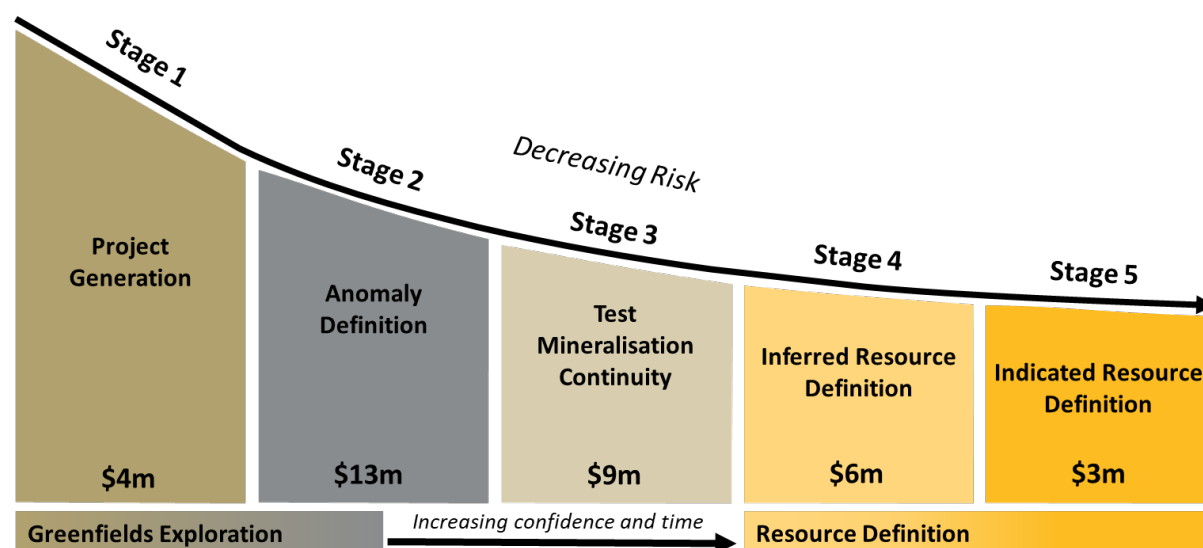 Stage 1
Stage 2
Decreasing Risk
Stage 3
Stage 4
Stage 5
Project
Generation
$4m
Anomaly
Definition
$13m
Test
Mineralisation
Continuity
$9m
Inferred Resource
Definition
$6m
Indicated Resource
Definition
$3m
Greenfields Exploration
Increasing confidence and time
Resource Definition